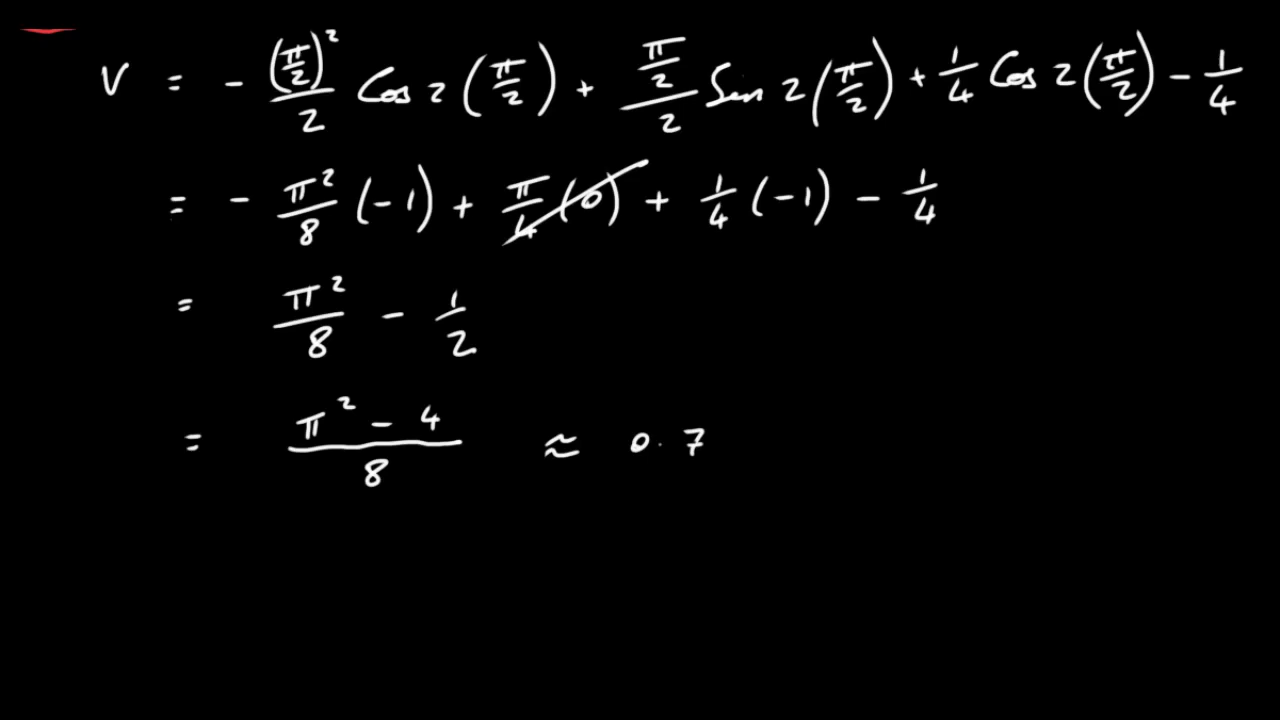 V = - (π/2)²/2 Cos 2(π/2) + π/2/2 Sin 2(π/2) + 1/4 Cos 2(π/2) - 1/4
= - π²/8 (-1) + π/4 (0) + 1/4 (-1) - 1/4
= π²/8 - 1/2
= π² - 4/8 ≈ 0.7